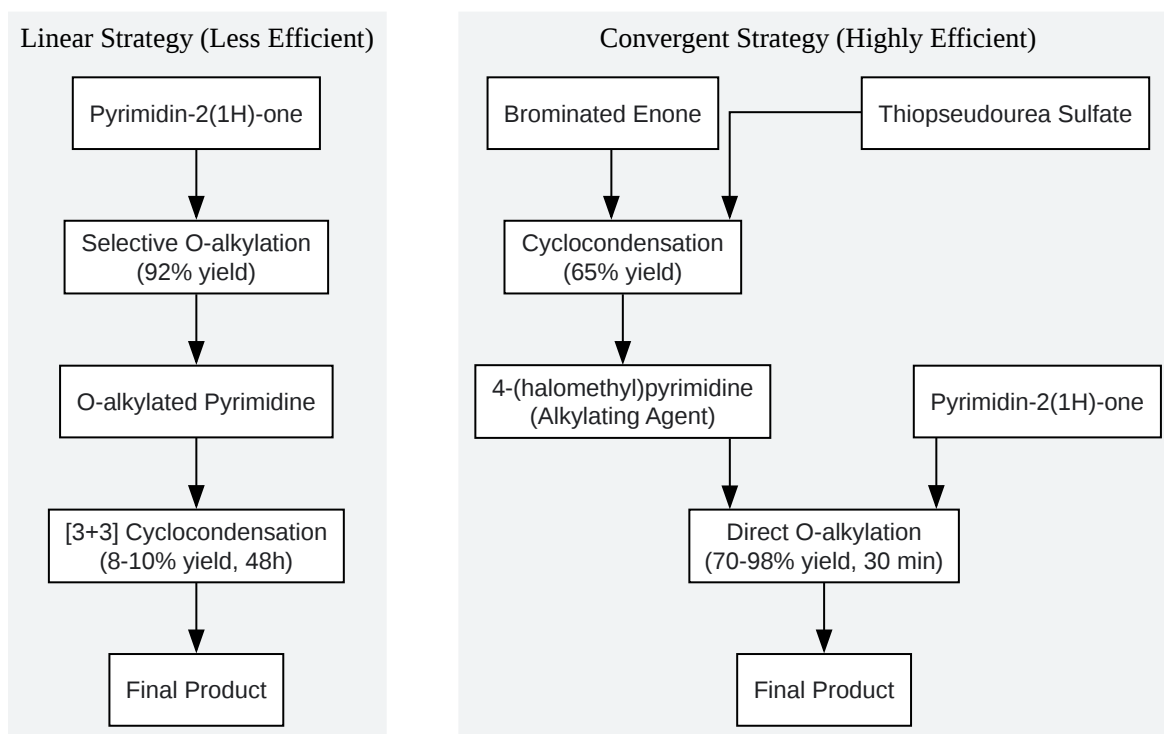 Linear Strategy (Less Efficient)
Pyrimidin-2(1H)-one
Selective O-alkylation
(92% yield)
O-alkylated Pyrimidine
[3+3] Cyclocondensation
(8-10% yield, 48h)
Final Product
Convergent Strategy (Highly Efficient)
Brominated Enone
Thiopseudourea Sulfate
Cyclocondensation
(65% yield)
4-(halomethyl)pyrimidine
(Alkylating Agent)
Pyrimidin-2(1H)-one
Direct O-alkylation
(70-98% yield, 30 min)
Final Product